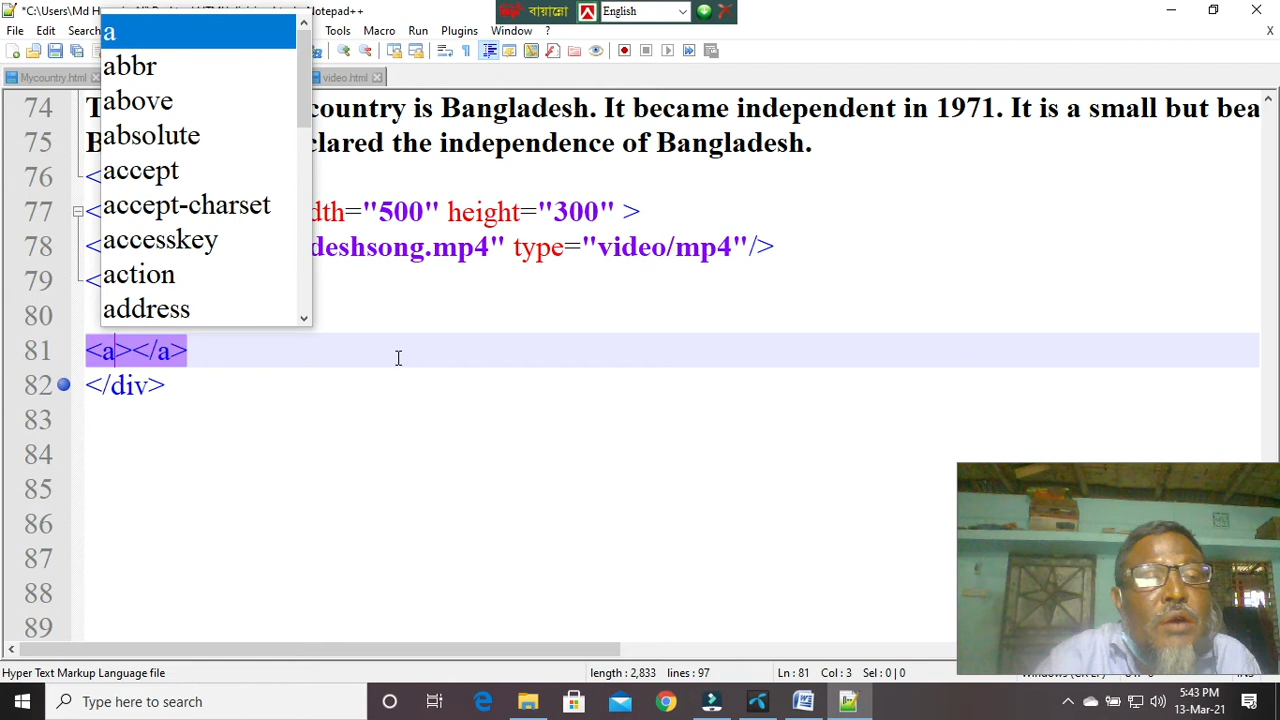 *C:\Users\Md H
Notepad++
বায়ান্নো
English
File Edit Search
Tools Macro Run Plugins Window ?
X
Mycountry.html
video.html
a
abbr
above
absolute
accept
accept-charset
accesskey
action
address
74 country is Bangladesh. It became independent in 1971. It is a small but bea
75 B clared the independence of Bangladesh.
76 <
77 < dth="500" height="300" >
78 < deshsong.mp4" type="video/mp4"/>
79 <
80
81 <a></a>
82 </div>
83
84
85
86
87
88
89
Hyper Text Markup Language file length : 2,833 lines : 97 Ln : 81 Col : 3 Sel : 0 | 0
Type here to search
5:43 PM
13-Mar-21